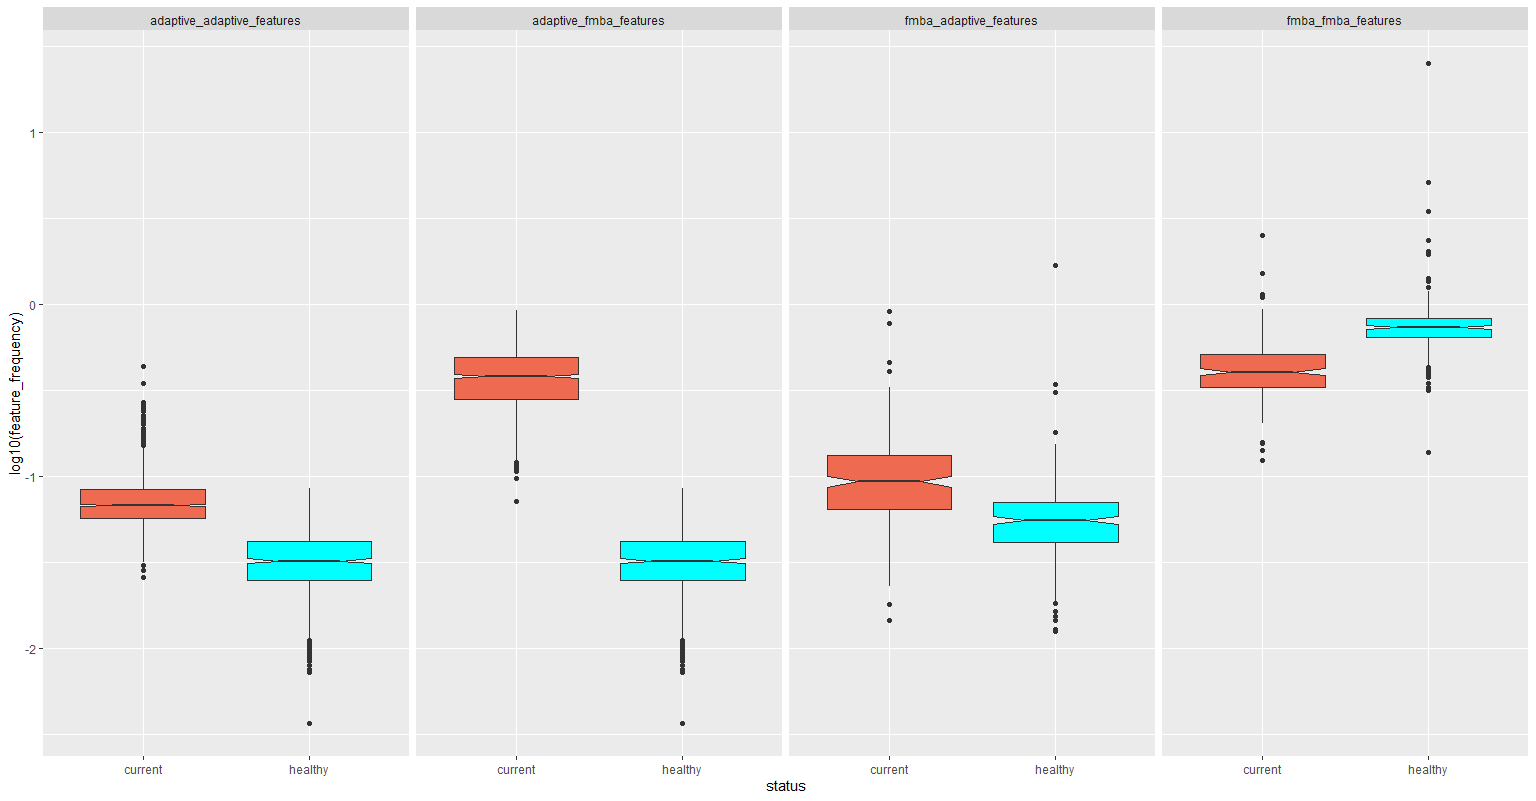 adaptive_adaptive_features
adaptive_fmba_features
fmba_adaptive_features
fmba_fmba_features
log10(feature_frequency)
1
0
-1
-2
current
healthy
current
healthy
current
healthy
current
healthy
status